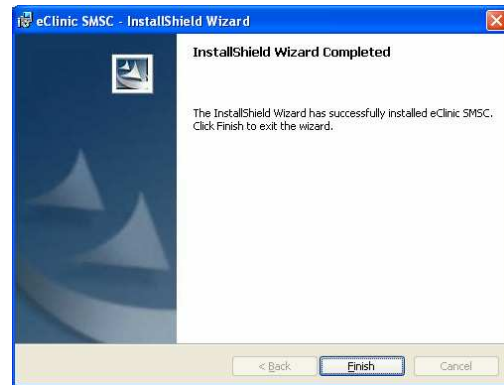 eClinic SMSC - InstallShield Wizard
InstallShield Wizard Completed
The InstallShield Wizard has successfully installed eClinic SMSC.
Click Finish to exit the wizard.
< Back
Finish
Cancel